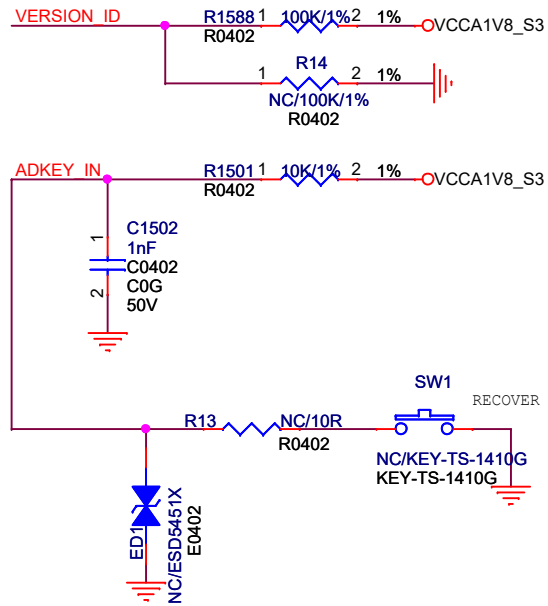 VERSION_ID
R1588 1 100K/1% 2 1% VCCA1V8_S3
R0402
R14
1 2 1%
NC/100K/1%
R0402
ADKEY_IN
R1501 1 10K/1% 2 1% VCCA1V8_S3
R0402
1
2
C1502
1nF
C0402
C0G
50V
SW1
RECOVER
R13 NC/10R
R0402
NC/KEY-TS-1410G
KEY-TS-1410G
ED1
NC/ESD5451X
E0402